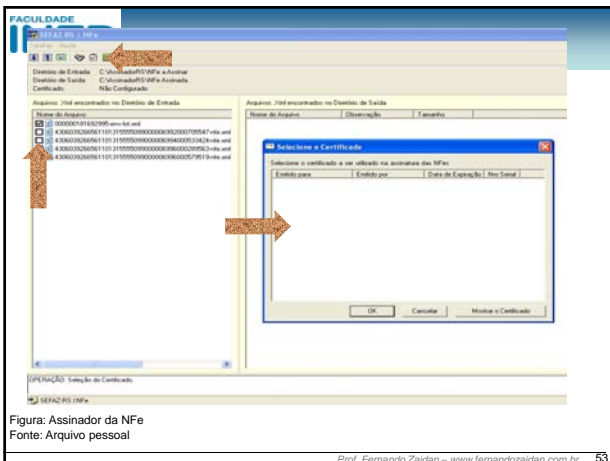 FACULDADE
SEFAZ-RS | NFe
Tarefas Ajuda
Diretório de Entrada: C:\AssinadorRS\NFe a Assinar
Diretório de Saída: C:\AssinadorRS\NFe Assinada
Certificado: Não Configurado
Arquivos .Xml encontrados no Diretório de Entrada
Arquivos .Xml encontrados no Diretório de Saída
Nome do Arquivo
Nome do Arquivo Observação Tamanho
Selecione o Certificado
Selecione o certificado a ser utilizado na assinatura das NFes
Emitido para Emitido por Data de Expiração Nro Serial
OK Cancelar Mostrar o Certificado
OPERAÇÃO: Seleção do Certificado.
SEFAZ-RS | NFe
Figura: Assinador da NFe
Fonte: Arquivo pessoal
Prof. Fernando Zaidan – www.fernandozaidan.com.br 53